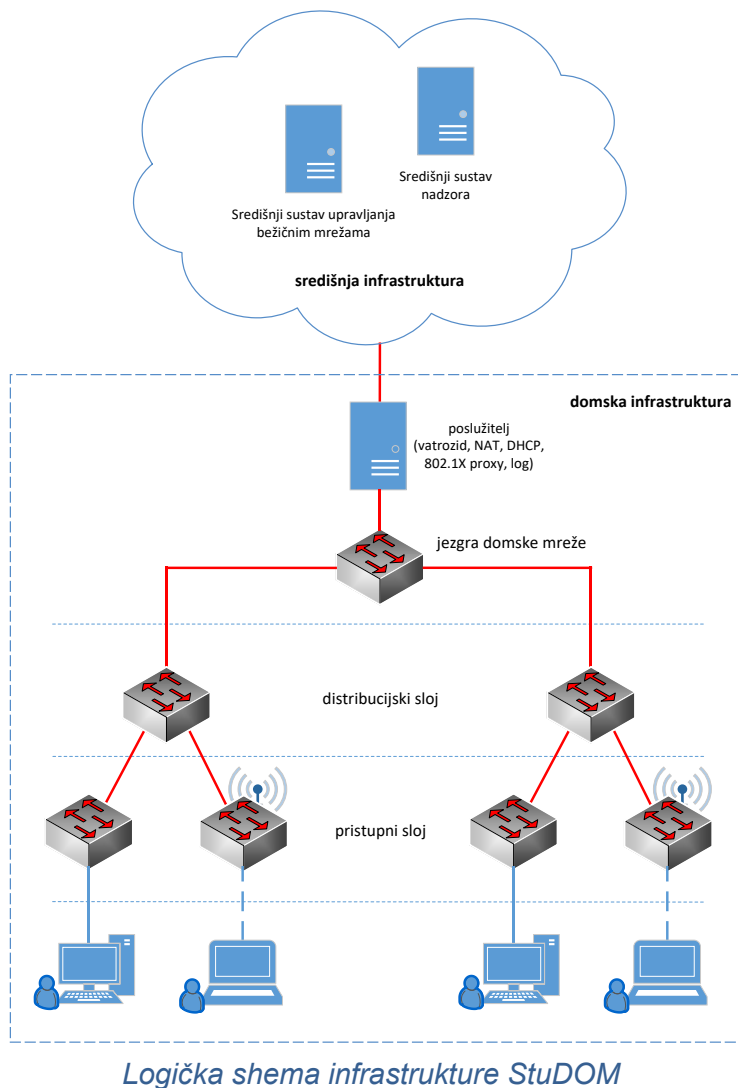 Središnji sustav
nadzora
Središnji sustav upravljanja
bežičnim mrežama
središnja infrastruktura
domska infrastruktura
poslužitelj
(vatrozid, NAT, DHCP,
802.1X proxy, log)
jezgra domske mreže
distribucijski sloj
pristupni sloj
Logička shema infrastrukture StuDOM